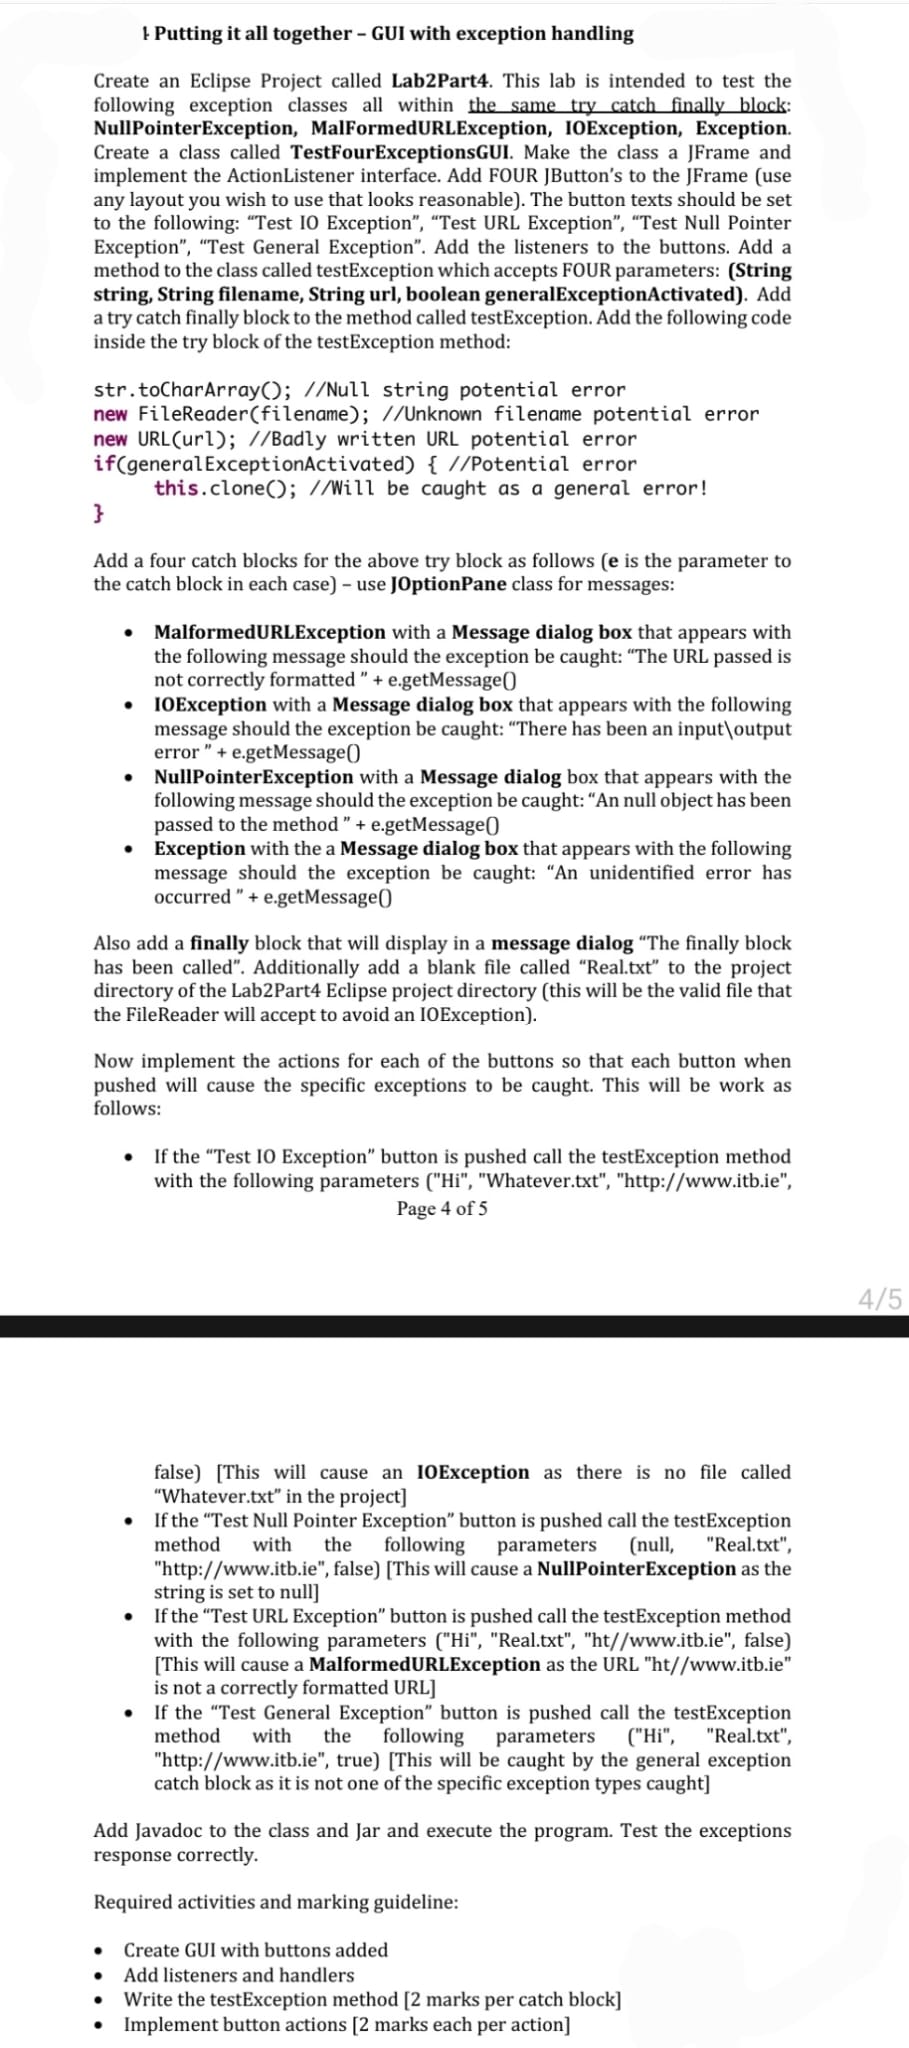 Putting it all together – GUI with exception handling
Create an Eclipse Project called Lab2Part4. This lab is intended to test the
following exception classes all within the same try catch finally block:
NullPointerException, MalFormedURLException, IOException, Exception.
Create a class called TestFourExceptionsGUI. Make the class a JFrame and
implement the ActionListener interface. Add FOUR JButton's to the JFrame (use
any layout you wish to use that looks reasonable). The button texts should be set
to the following: “Test IO Exception”, “Test URL Exception”, “Test Null Pointer
Exception”, “Test General Exception”. Add the listeners to the buttons. Add a
method to the class called testException which accepts FOUR parameters: (String
string, String filename, String url, boolean generalExceptionActivated). Add
a try catch finally block to the method called testException. Add the following code
inside the try block of the testException method:
str.toCharArray(); //Null string potential error
new FileReader(filename); //Unknown filename potential error
new URL(url); //Badly written URL potential error
if(generalExceptionActivated) { //Potential error
this.clone(); //Will be caught as a general error!
}
Add a four catch blocks for the above try block as follows (e is the parameter to
the catch block in each case) – use JOptionPane class for messages:
• MalformedURLException with a Message dialog box that appears with
the following message should the exception be caught: “The URL passed is
not correctly formatted ” + e.getMessage()
• IOException with a Message dialog box that appears with the following
message should the exception be caught: “There has been an input\output
error ” + e.getMessage()
• NullPointerException with a Message dialog box that appears with the
following message should the exception be caught: “An null object has been
passed to the method ” + e.getMessage()
• Exception with the a Message dialog box that appears with the following
message should the exception be caught: “An unidentified error has
occurred ” + e.getMessage()
Also add a finally block that will display in a message dialog “The finally block
has been called”. Additionally add a blank file called “Real.txt” to the project
directory of the Lab2Part4 Eclipse project directory (this will be the valid file that
the FileReader will accept to avoid an IOException).
Now implement the actions for each of the buttons so that each button when
pushed will cause the specific exceptions to be caught. This will be work as
follows:
• If the “Test IO Exception” button is pushed call the testException method
with the following parameters ("Hi", "Whatever.txt", "http://www.itb.ie",
Page 4 of 5
4/5
false) [This will cause an IOException as there is no file called
“Whatever.txt” in the project]
• If the “Test Null Pointer Exception” button is pushed call the testException
method with the following parameters (null, "Real.txt",
"http://www.itb.ie", false) [This will cause a NullPointerException as the
string is set to null]
• If the “Test URL Exception” button is pushed call the testException method
with the following parameters ("Hi", "Real.txt", "ht//www.itb.ie", false)
[This will cause a MalformedURLException as the URL "ht//www.itb.ie"
is not a correctly formatted URL]
• If the “Test General Exception” button is pushed call the testException
method with the following parameters ("Hi", "Real.txt",
"http://www.itb.ie", true) [This will be caught by the general exception
catch block as it is not one of the specific exception types caught]
Add Javadoc to the class and Jar and execute the program. Test the exceptions
response correctly.
Required activities and marking guideline:
• Create GUI with buttons added
• Add listeners and handlers
• Write the testException method [2 marks per catch block]
• Implement button actions [2 marks each per action]